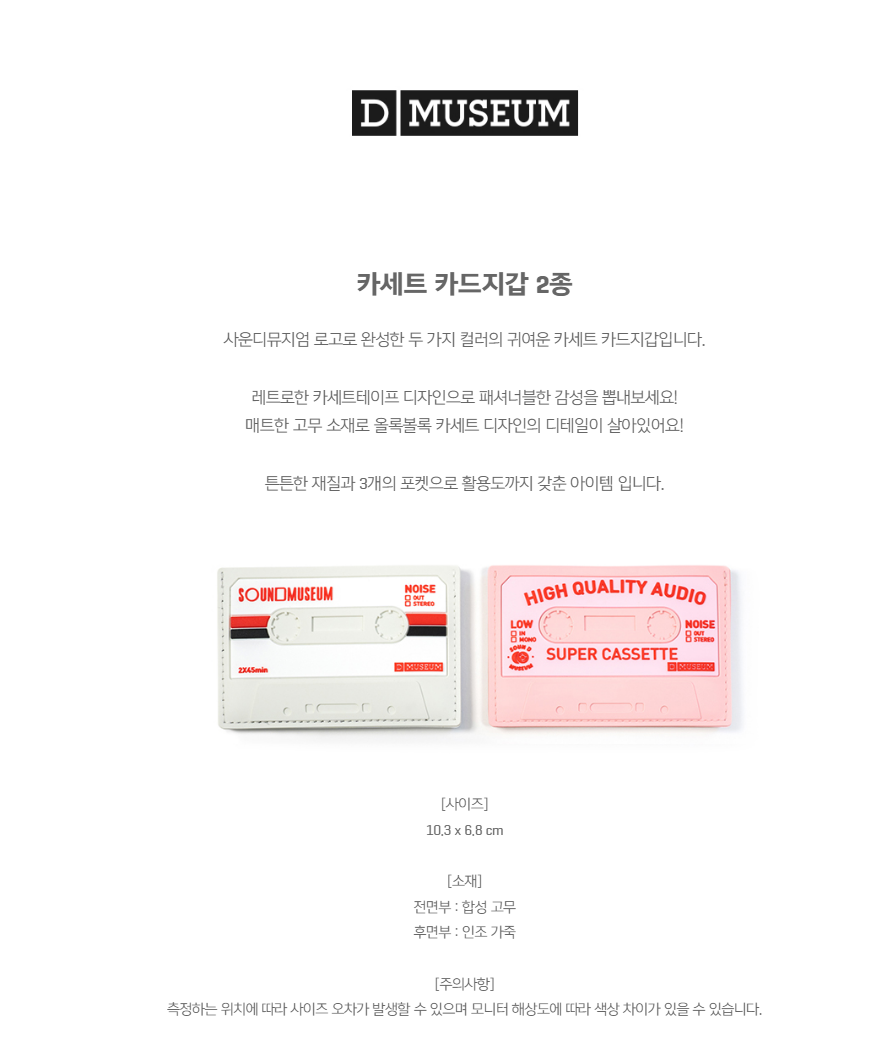 D MUSEUM
카세트 카드지갑 2종
사운디뮤지엄 로고로 완성한 두 가지 컬러의 귀여운 카세트 카드지갑입니다.
레트로한 카세트테이프 디자인으로 패셔너블한 감성을 뽐내보세요!
매트한 고무 소재로 올록볼록 카세트 디자인의 디테일이 살아있어요!
튼튼한 재질과 3개의 포켓으로 활용도까지 갖춘 아이템 입니다.
SOUNDMUSEUM
NOISE
OUT
STEREO
2X45min
D MUSEUM
HIGH QUALITY AUDIO
LOW
IN
MONO
NOISE
OUT
STEREO
SOUN D
MUSEUM
SUPER CASSETTE
D MUSEUM
[사이즈]
10.3 x 6.8 cm
[소재]
전면부 : 합성 고무
후면부 : 인조 가죽
[주의사항]
측정하는 위치에 따라 사이즈 오차가 발생할 수 있으며 모니터 해상도에 따라 색상 차이가 있을 수 있습니다.